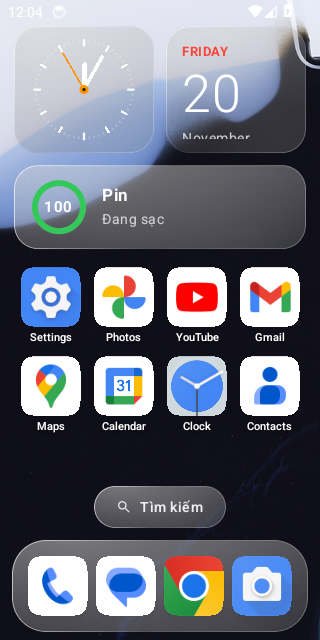 12:04
FRIDAY
20
November
100
Pin
Đang sạc
Settings
Photos
YouTube
Gmail
31
Maps
Calendar
Clock
Contacts
Tìm kiếm